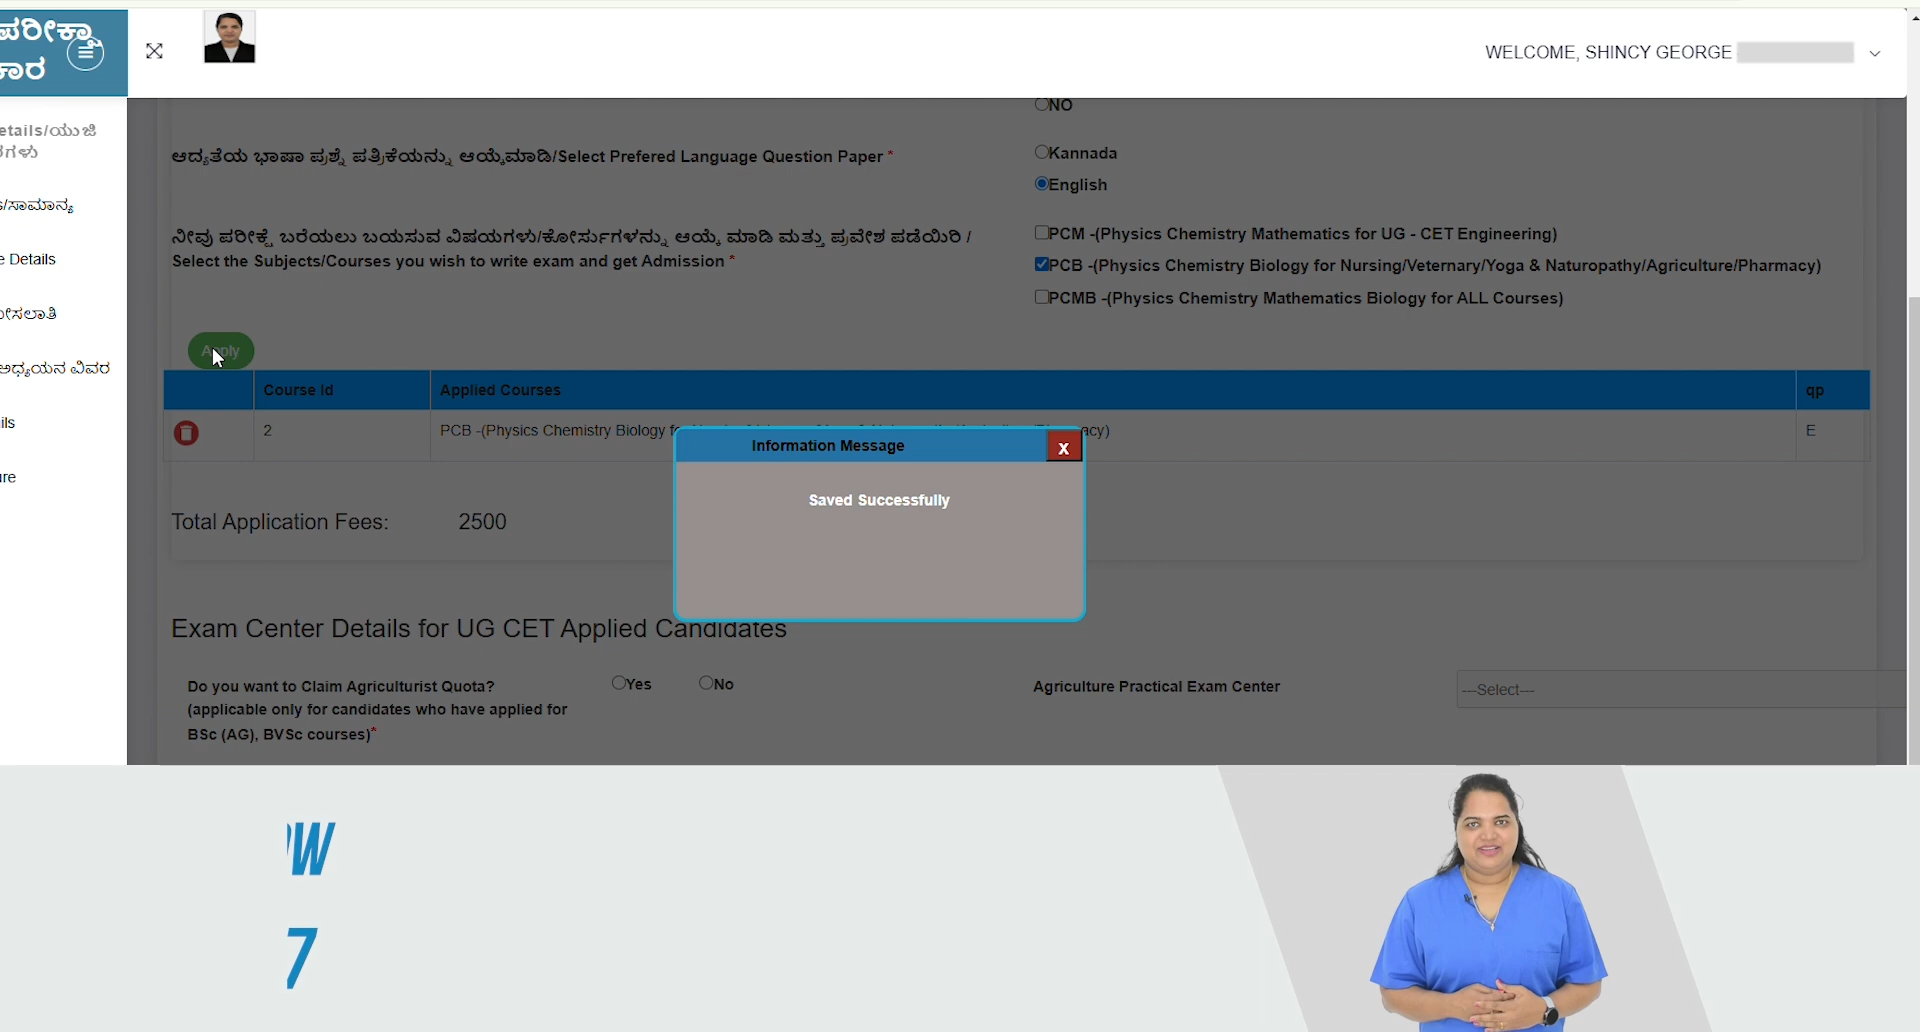 ಪರೀಕ್ಷಾ
ಕಾರ
WELCOME, SHINCY GEORGE
etails/ಯುಜಿ
ರಗಳು
s/ಸಾಮಾನ್ಯ
e Details
ೀಸಲಾತಿ
ಅಧ್ಯಯನ ವಿವರ
ils
re
NO
ಆದ್ಯತೆಯ ಭಾಷಾ ಪ್ರಶ್ನೆ ಪತ್ರಿಕೆಯನ್ನು ಆಯ್ಕೆಮಾಡಿ/Select Prefered Language Question Paper *
Kannada
English
ನೀವು ಪರೀಕ್ಷೆ ಬರೆಯಲು ಬಯಸುವ ವಿಷಯಗಳು/ಕೋರ್ಸುಗಳನ್ನು ಆಯ್ಕೆ ಮಾಡಿ ಮತ್ತು ಪ್ರವೇಶ ಪಡೆಯಿರಿ /
Select the Subjects/Courses you wish to write exam and get Admission *
PCM -(Physics Chemistry Mathematics for UG - CET Engineering)
PCB -(Physics Chemistry Biology for Nursing/Veternary/Yoga & Naturopathy/Agriculture/Pharmacy)
PCMB -(Physics Chemistry Mathematics Biology for ALL Courses)
Apply
Course Id Applied Courses qp
2 PCB -(Physics Chemistry Biology acy) E
Information Message x
Saved Successfully
Total Application Fees: 2500
Exam Center Details for UG CET Applied Candidates
Do you want to Claim Agriculturist Quota?
(applicable only for candidates who have applied for
BSc (AG), BVSc courses)*
Yes No
Agriculture Practical Exam Center
---Select---
W
7